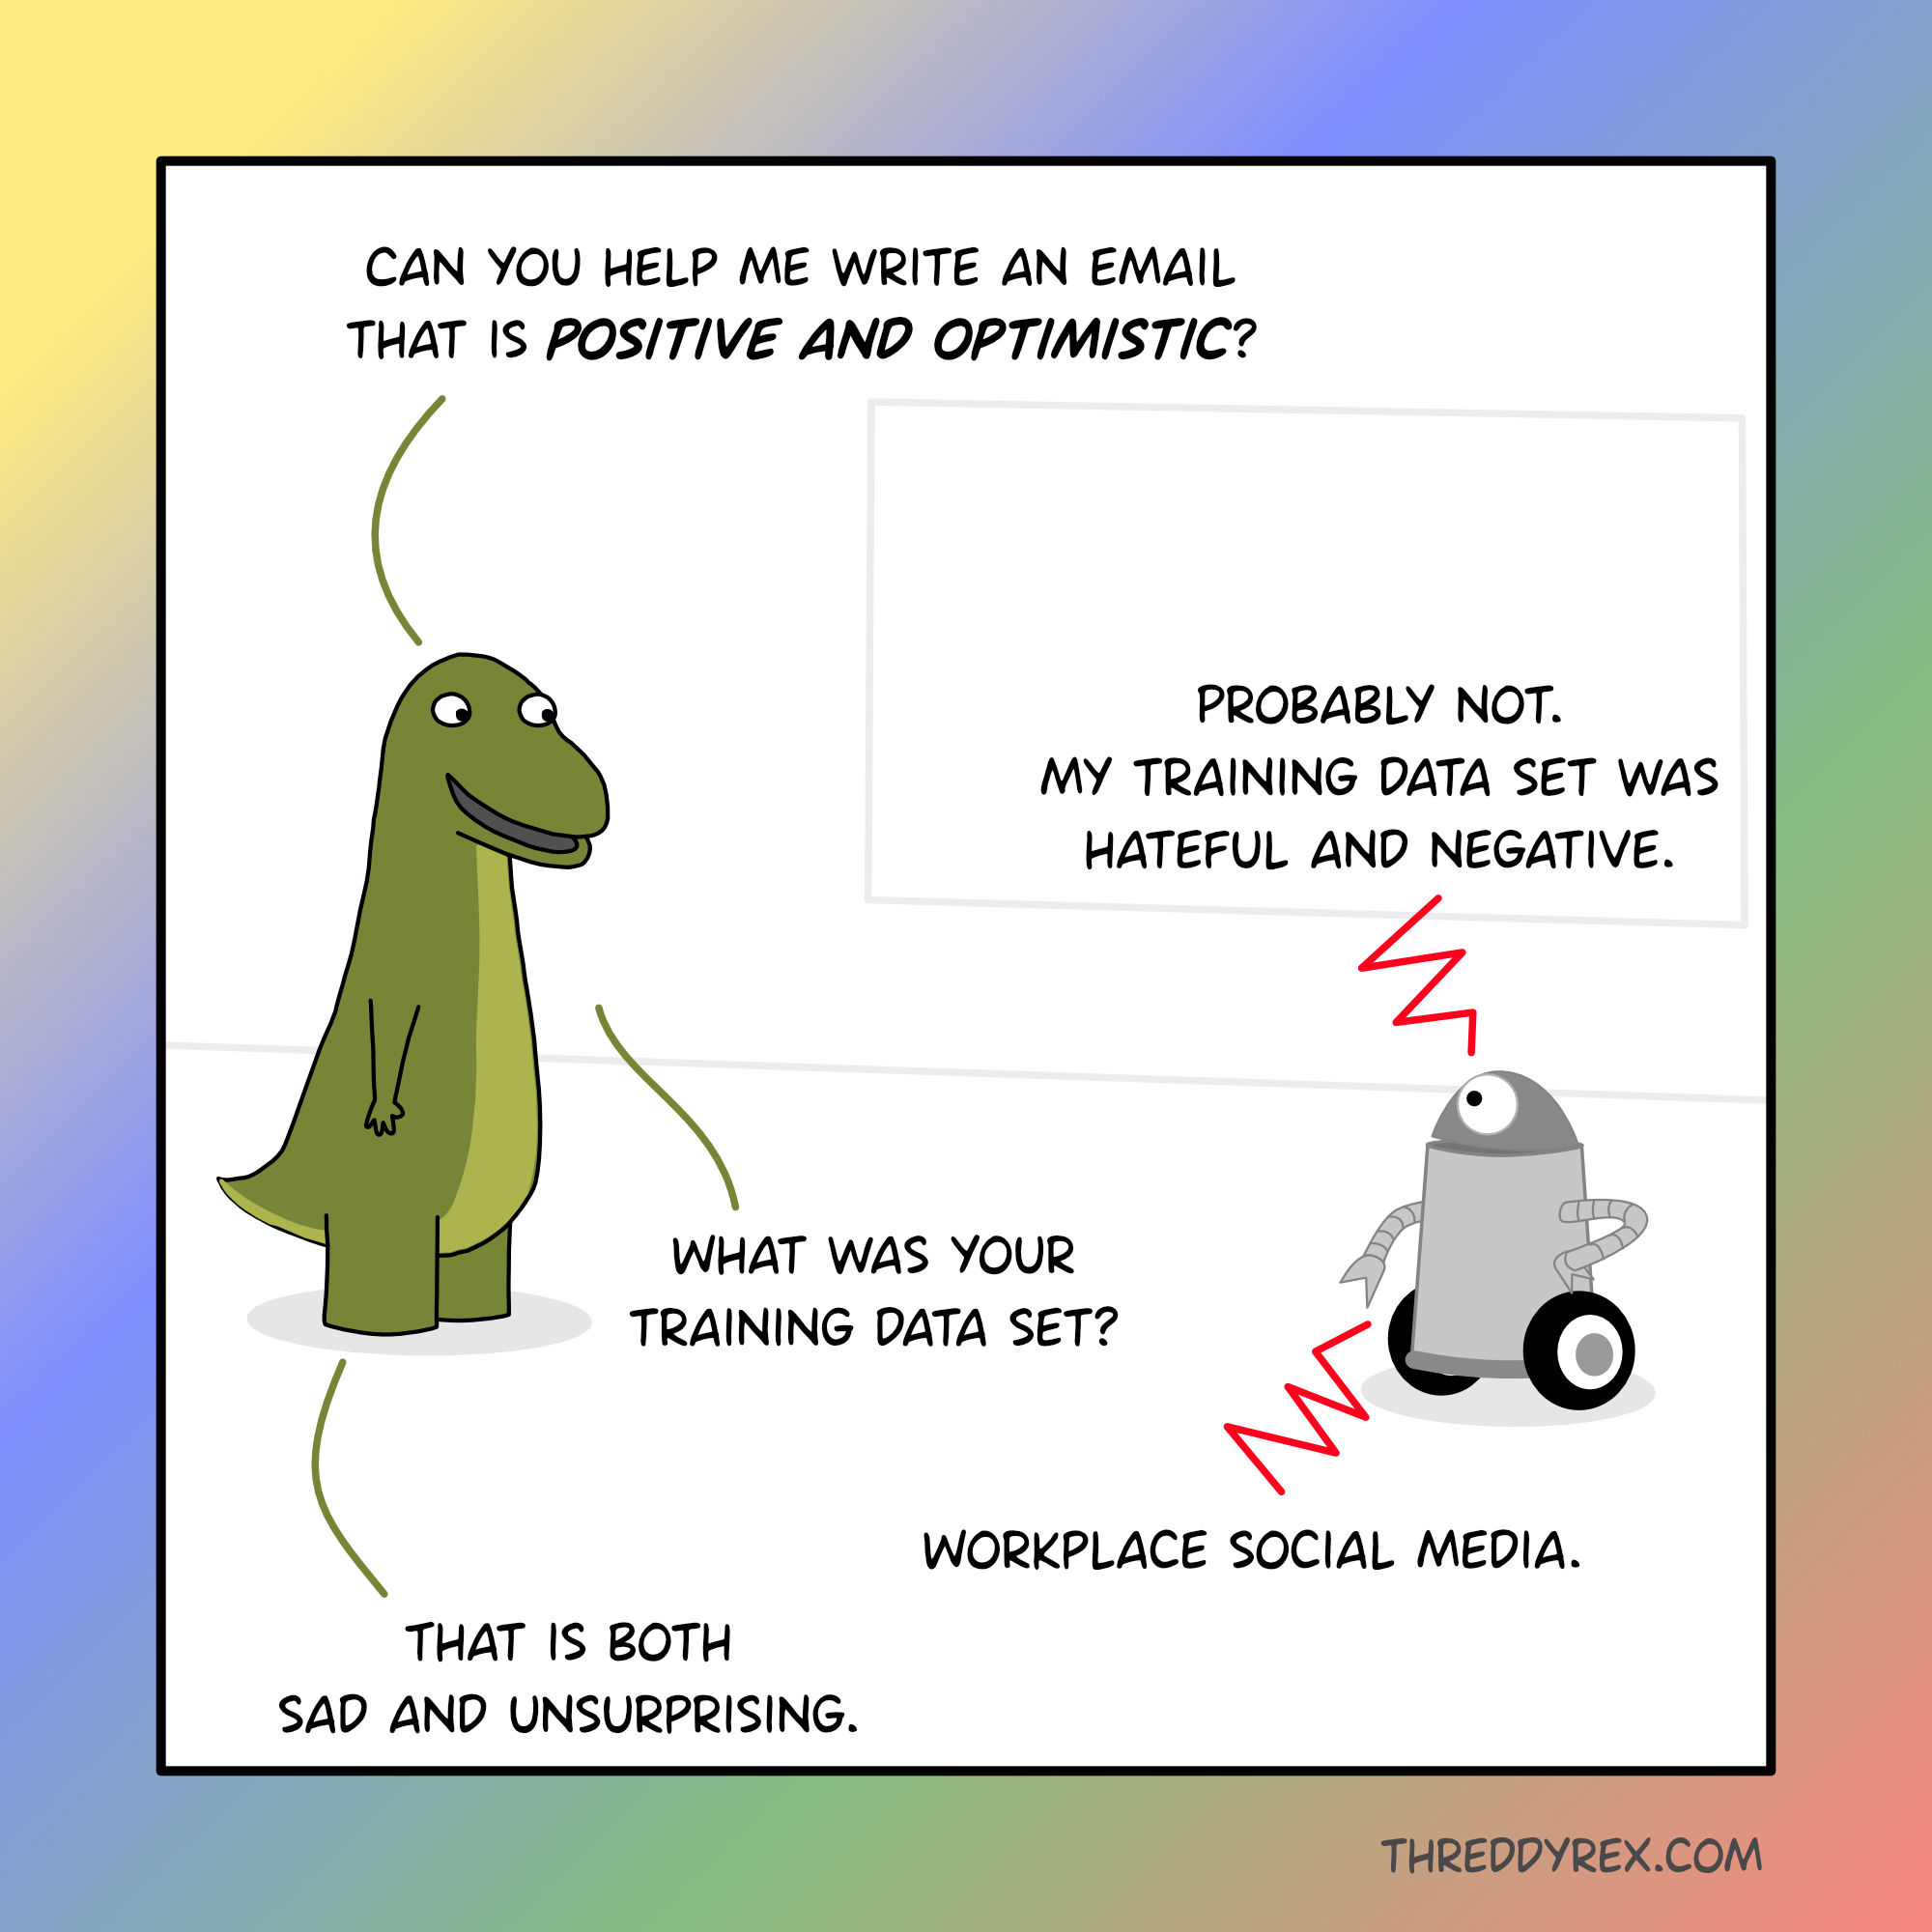 CAN YOU HELP ME WRITE AN EMAIL
THAT IS POSITIVE AND OPTIMISTIC?
PROBABLY NOT.
MY TRAINING DATA SET WAS
HATEFUL AND NEGATIVE.
WHAT WAS YOUR
TRAINING DATA SET?
WORKPLACE SOCIAL MEDIA.
THAT IS BOTH
SAD AND UNSURPRISING.
THREDDYREX.COM